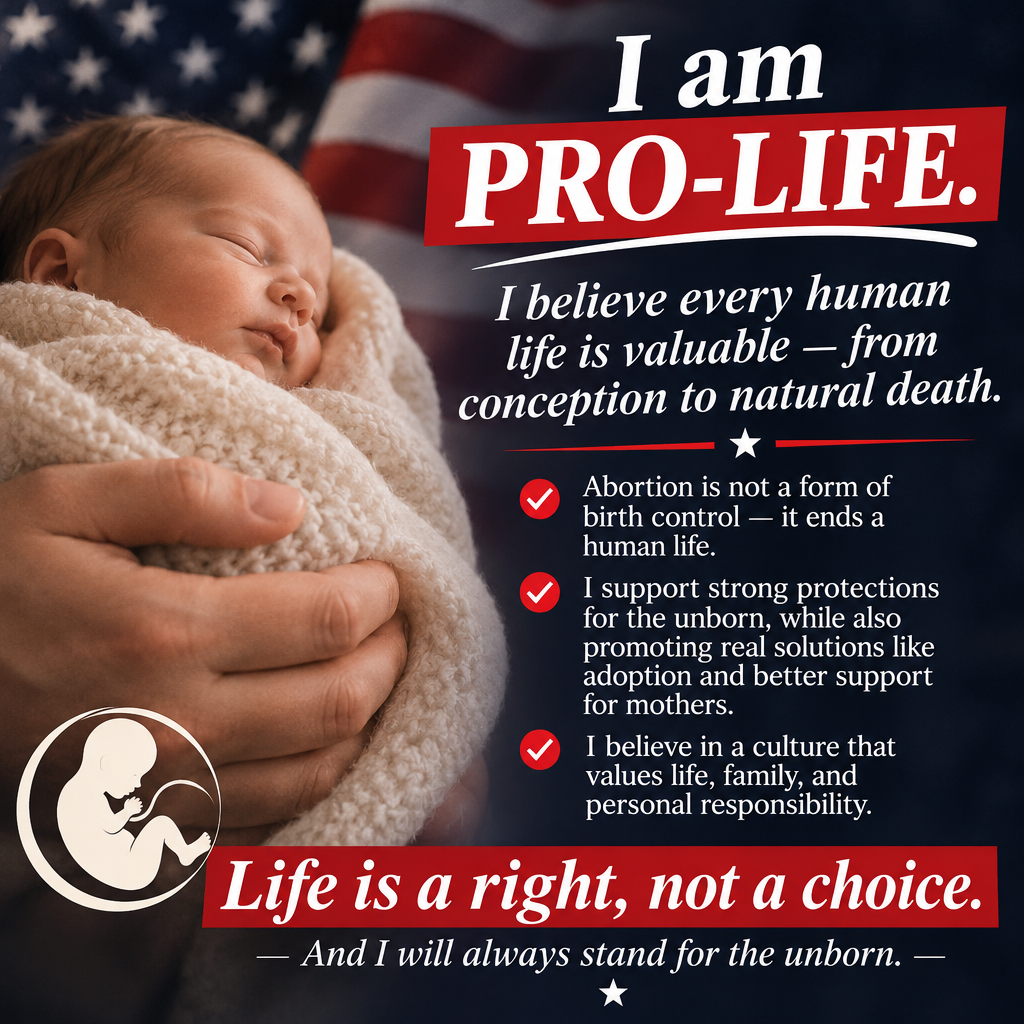 I am
PRO-LIFE.
I believe every human
life is valuable — from
conception to natural death.
Abortion is not a form of
birth control — it ends a
human life.
I support strong protections
for the unborn, while also
promoting real solutions like
adoption and better support
for mothers.
I believe in a culture that
values life, family, and
personal responsibility.
Life is a right, not a choice.
— And I will always stand for the unborn. —